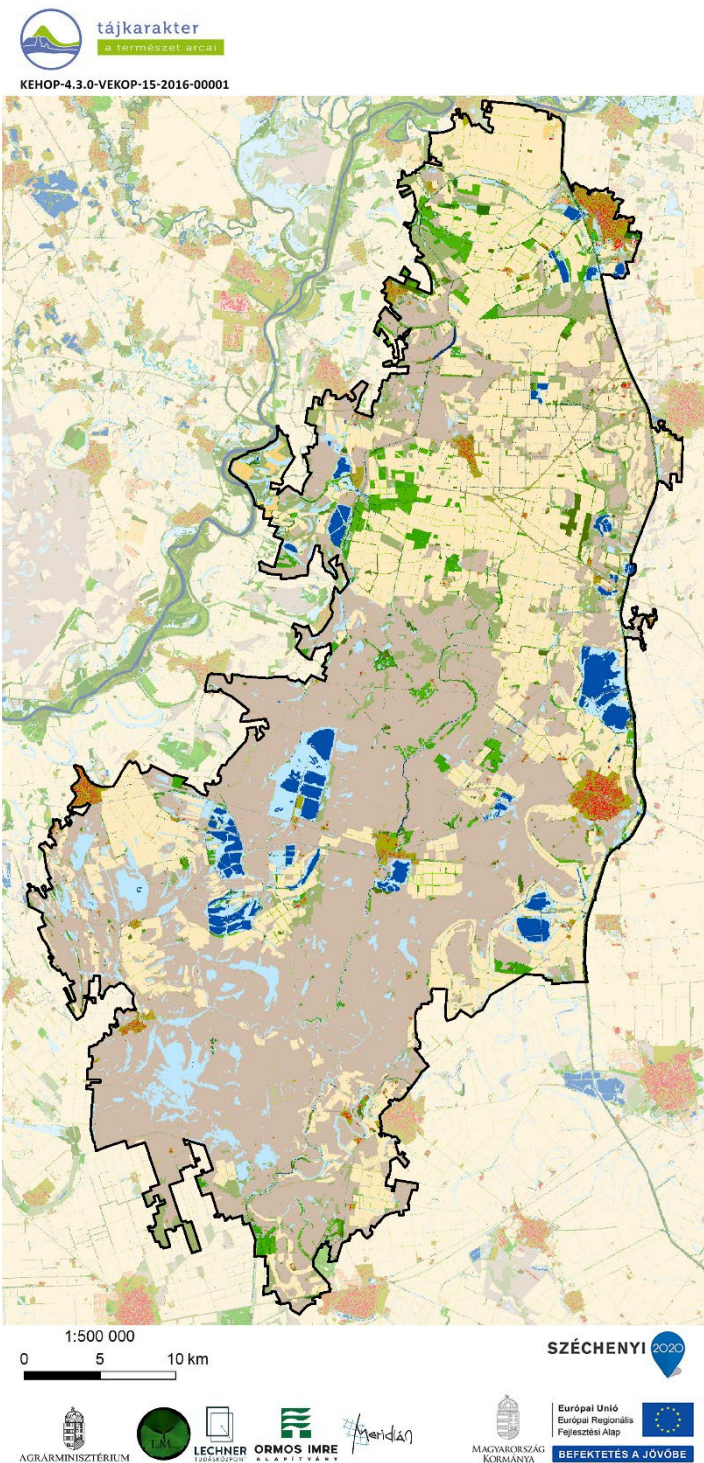 tájkarakter
a természet arcai
KEHOP-4.3.0-VEKOP-15-2016-00001
1:500 000
0 5 10 km
SZÉCHENYI 2020
AGRÁRMINISZTÉRIUM
LECHNER
TUDÁSKÖZPONT
ORMOS IMRE
ALAPÍTVÁNY
Meridián
MAGYARORSZÁG
KORMÁNYA
Európai Unió
Európai Regionális
Fejlesztési Alap
BEFEKTETÉS A JÖVŐBE